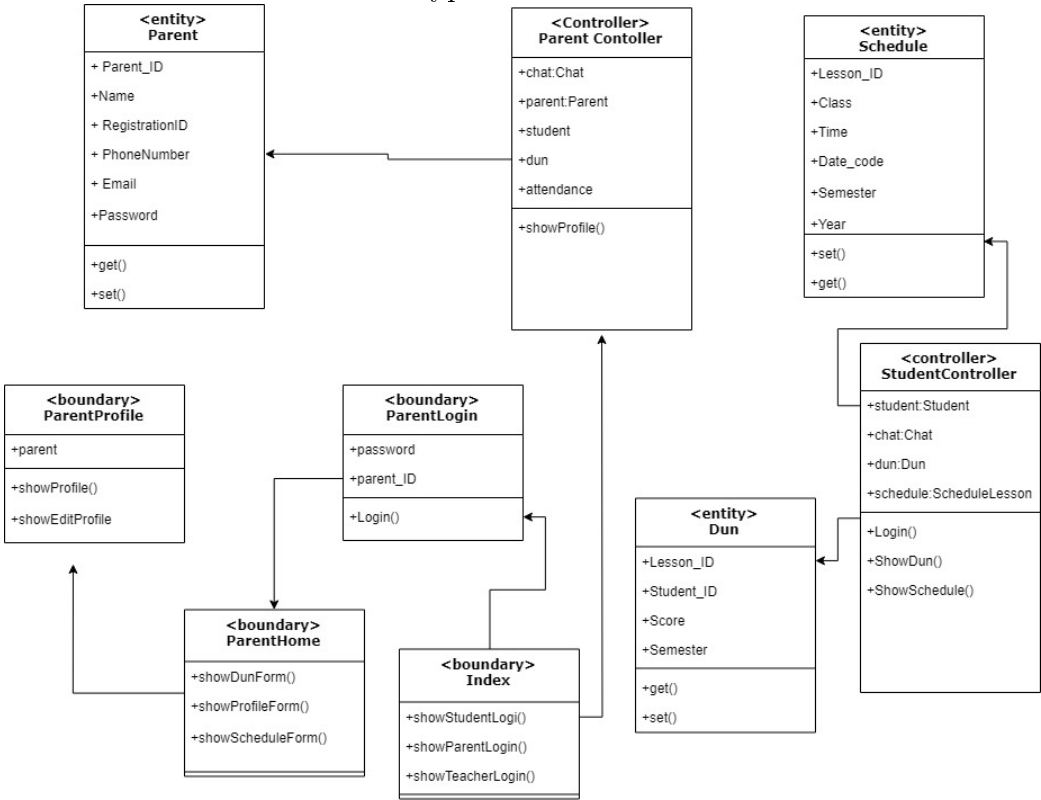 <entity>
Parent
+ Parent_ID
+Name
+ RegistrationID
+ PhoneNumber
+ Email
+Password
+get()
+set()
<Controller>
Parent Contoller
+chat:Chat
+parent:Parent
+student
+dun
+attendance
+showProfile()
<entity>
Schedule
+Lesson_ID
+Class
+Time
+Date_code
+Semester
+Year
+set()
+get()
<boundary>
ParentProfile
+parent
+showProfile()
+showEditProfile
<boundary>
ParentLogin
+password
+parent_ID
+Login()
<controller>
StudentController
+student:Student
+chat:Chat
+dun:Dun
+schedule:ScheduleLesson
+Login()
+ShowDun()
+ShowSchedule()
<entity>
Dun
+Lesson_ID
+Student_ID
+Score
+Semester
+get()
+set()
<boundary>
ParentHome
+showDunForm()
+showProfileForm()
+showScheduleForm()
<boundary>
Index
+showStudentLogi()
+showParentLogin()
+showTeacherLogin()